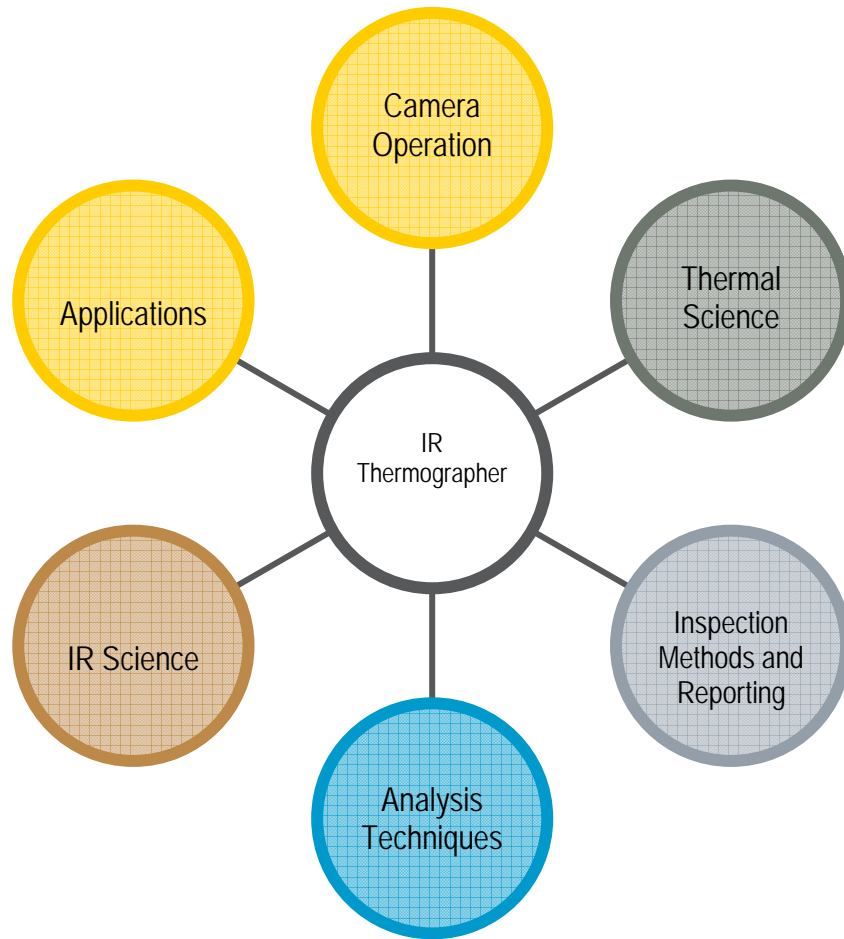 Camera
Operation
Thermal
Science
Applications
IR
Thermographer
Inspection
Methods and
Reporting
IR Science
Analysis
Techniques